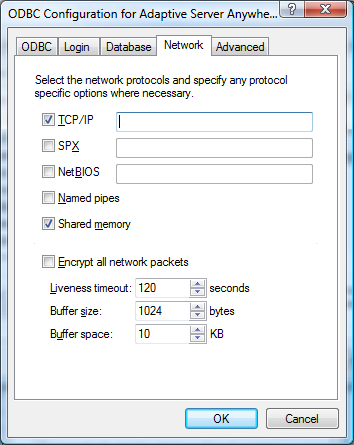 ODBC Configuration for Adaptive Server Anywhe...
ODBC Login Database Network Advanced
Select the network protocols and specify any protocol
specific options where necessary.
TCP/IP
SPX
NetBIOS
Named pipes
Shared memory
Encrypt all network packets
Liveness timeout: 120 seconds
Buffer size: 1024 bytes
Buffer space: 10 KB
OK Cancel